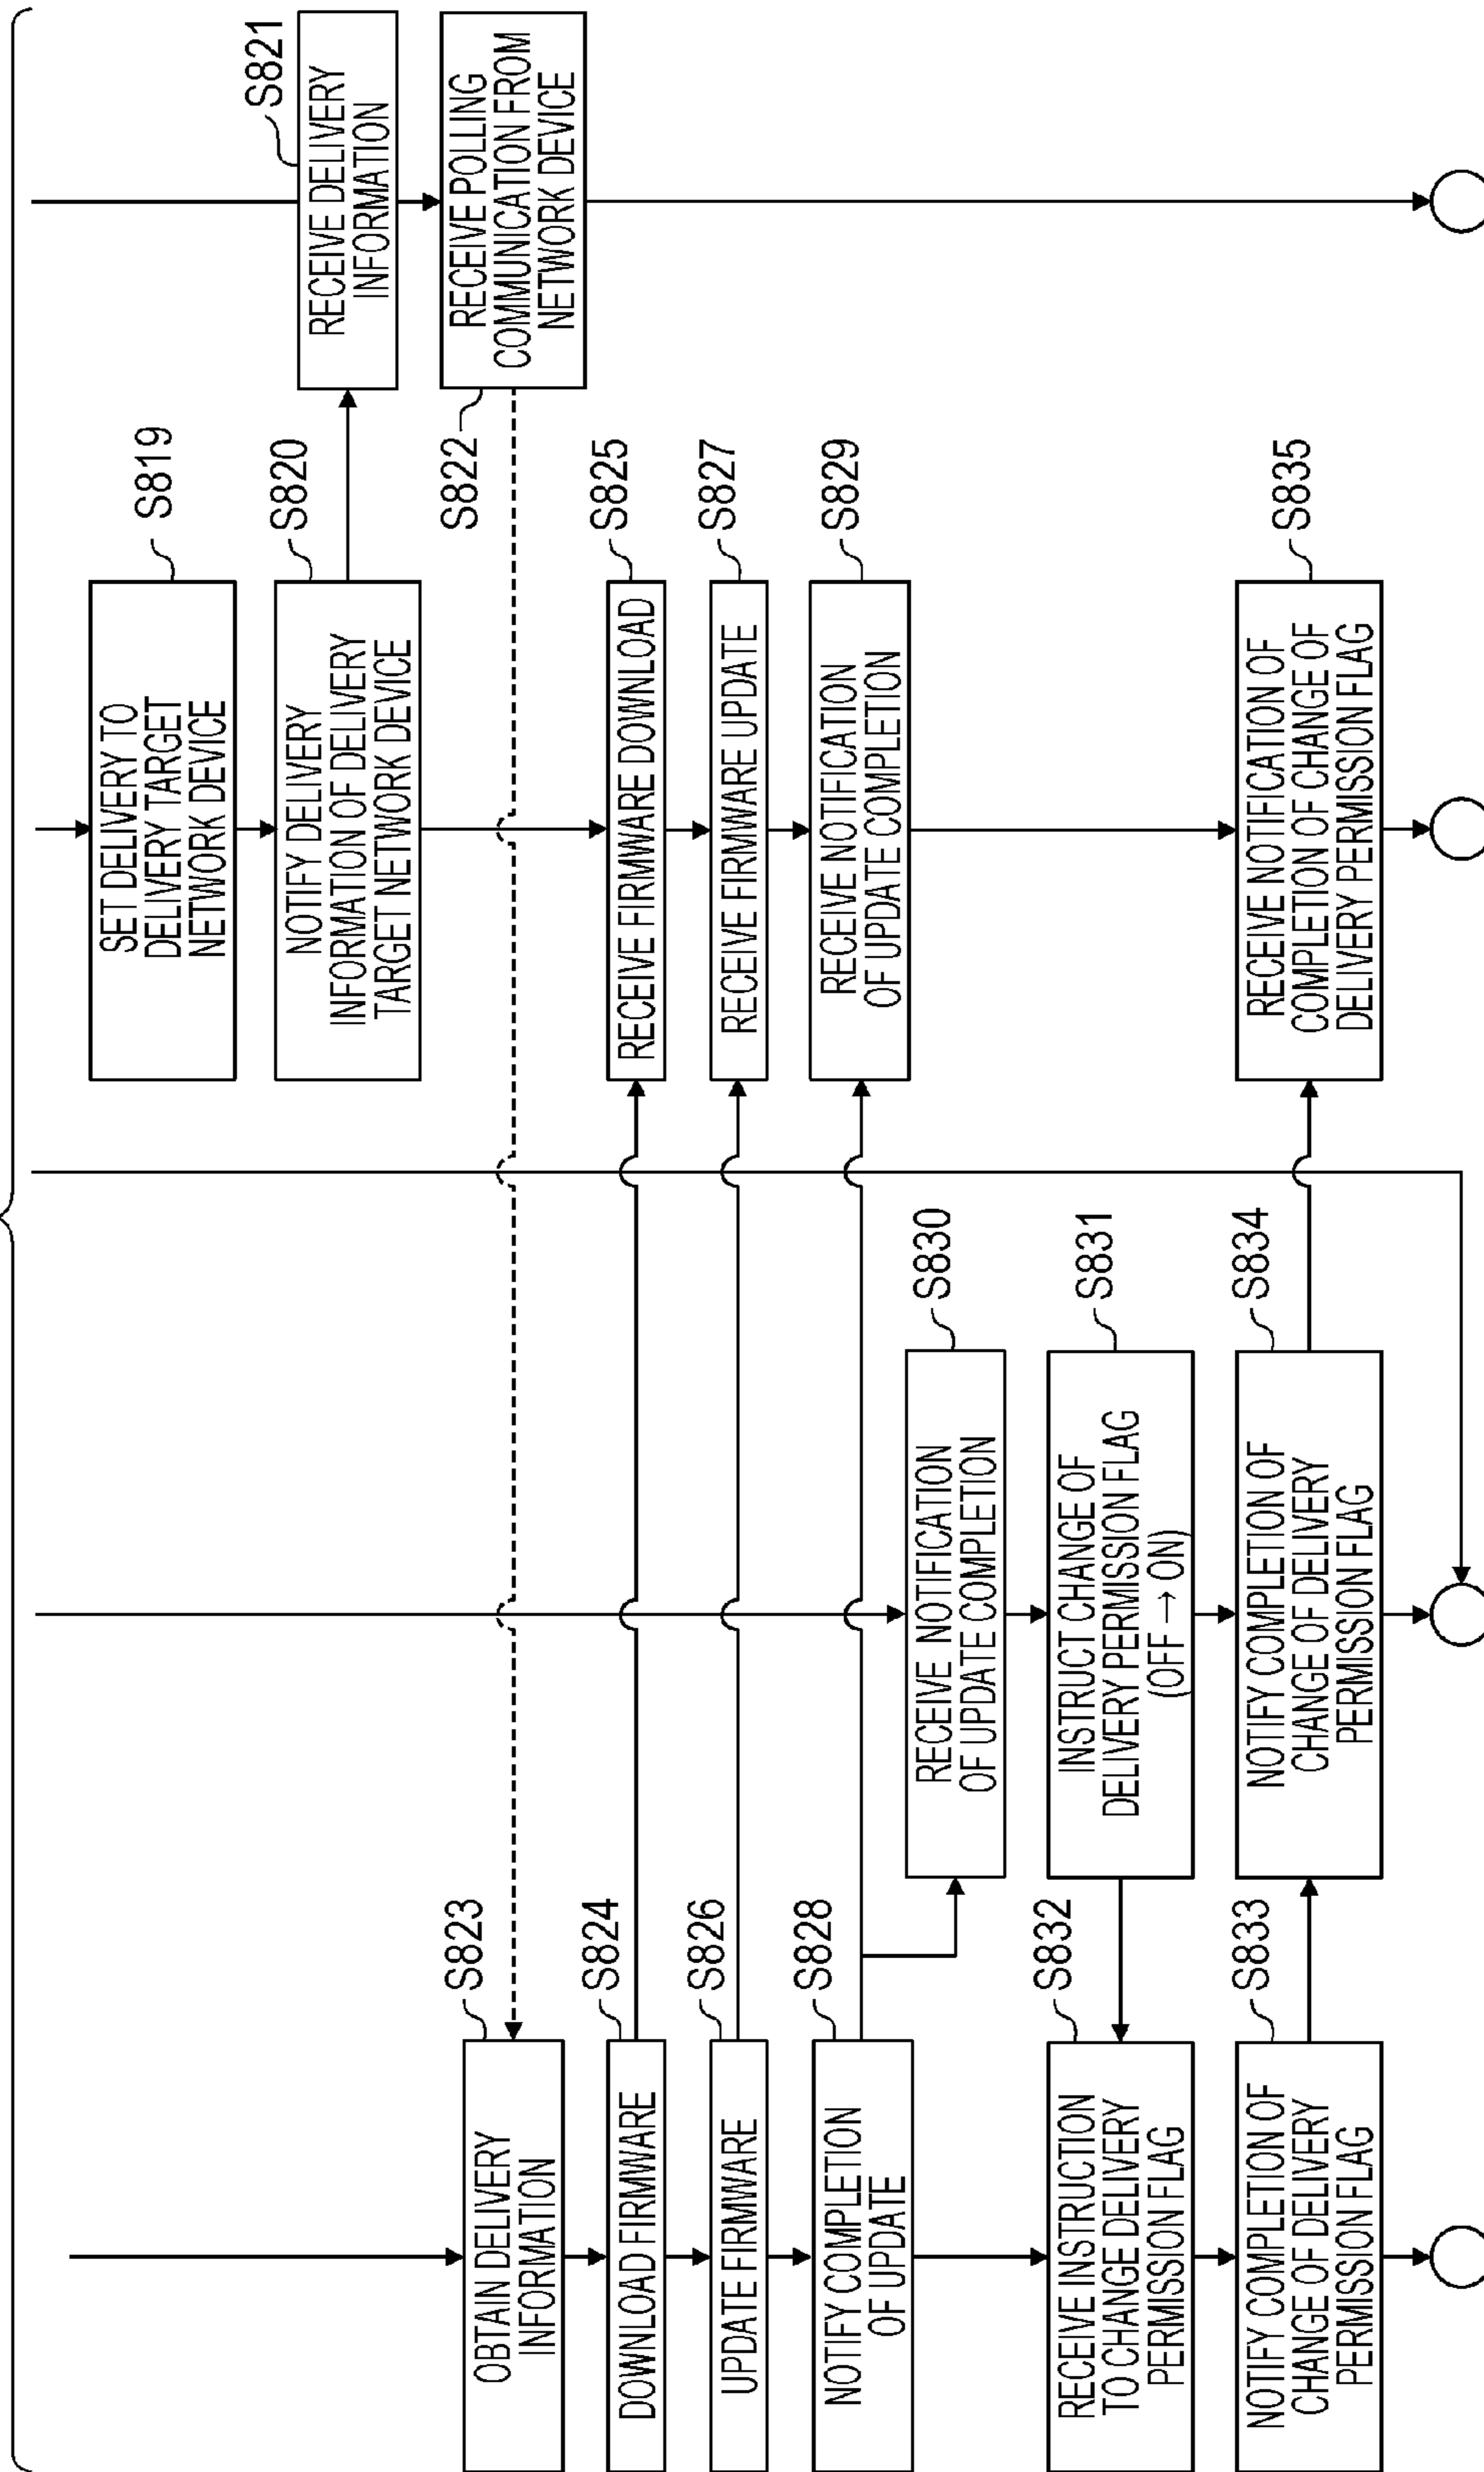 S819
SET DELIVERY TO
DELIVERY TARGET
NETWORK DEVICE
S820
NOTIFY DELIVERY
INFORMATION OF DELIVERY
TARGET NETWORK DEVICE
S821
RECEIVE DELIVERY
INFORMATION
S822
RECEIVE POLLING
COMMUNICATION FROM
NETWORK DEVICE
S823
OBTAIN DELIVERY
INFORMATION
S824
DOWNLOAD FIRMWARE
S825
RECEIVE FIRMWARE DOWNLOAD
S826
UPDATE FIRMWARE
S827
RECEIVE FIRMWARE UPDATE
S828
NOTIFY COMPLETION
OF UPDATE
S829
RECEIVE NOTIFICATION
OF UPDATE COMPLETION
S830
RECEIVE NOTIFICATION
OF UPDATE COMPLETION
S831
INSTRUCT CHANGE OF
DELIVERY PERMISSION FLAG
(OFF → ON)
S832
RECEIVE INSTRUCTION
TO CHANGE DELIVERY
PERMISSION FLAG
S833
NOTIFY COMPLETION OF
CHANGE OF DELIVERY
PERMISSION FLAG
S834
NOTIFY COMPLETION OF
CHANGE OF DELIVERY
PERMISSION FLAG
S835
RECEIVE NOTIFICATION OF
COMPLETION OF CHANGE OF
DELIVERY PERMISSION FLAG